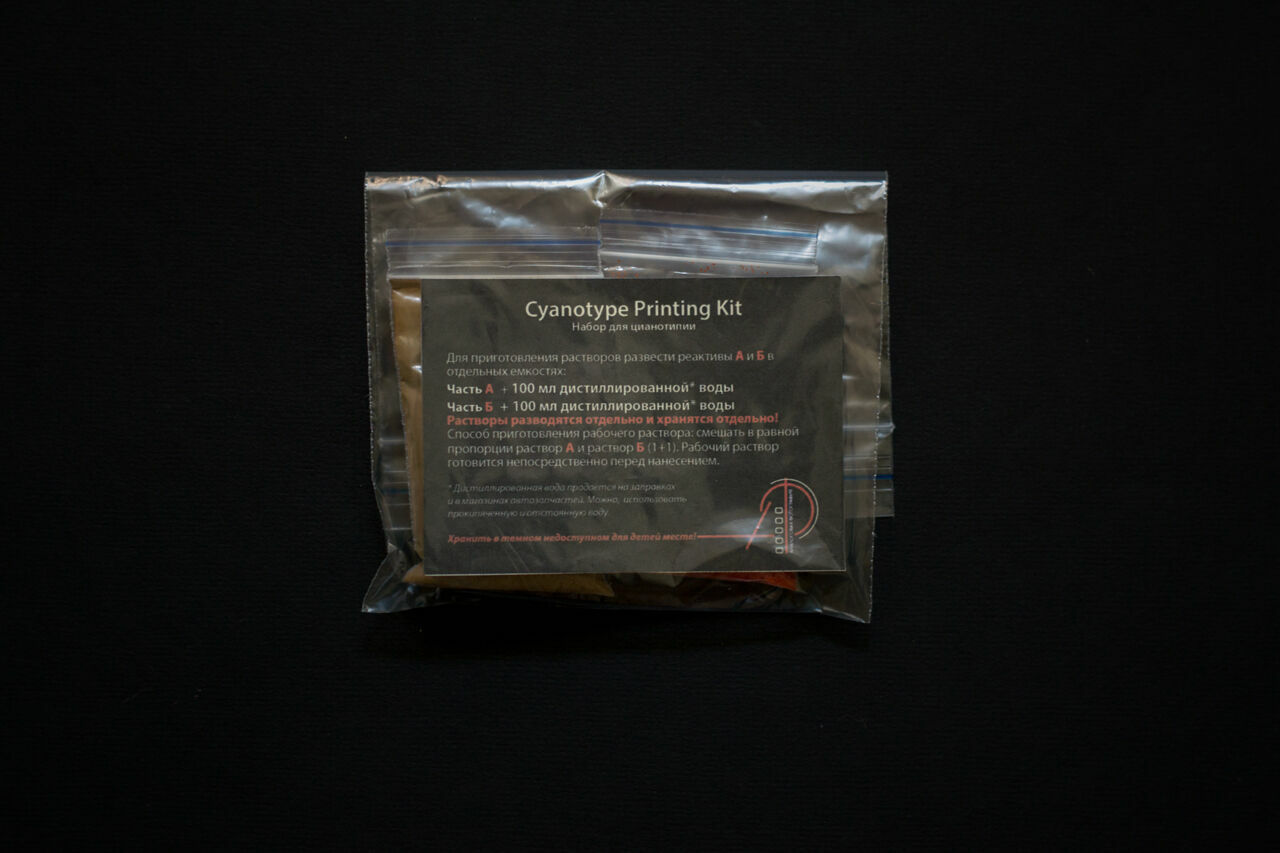 Cyanotype Printing Kit
Набор для цианотипии
Для приготовления растворов развести реактивы А и Б в
отдельных емкостях:
Часть А + 100 мл дистиллированной* воды
Часть Б + 100 мл дистиллированной* воды
Растворы разводятся отдельно и хранятся отдельно!
Способ приготовления рабочего раствора: смешать в равной
пропорции раствор А и раствор Б (1+1). Рабочий раствор
готовится непосредственно перед нанесением.
* Дистиллированная вода продается на заправках
и в магазинах автозапчастей. Можно, использовать
прокипяченную и отстоянную воду.
Хранить в темном недоступном для детей месте!